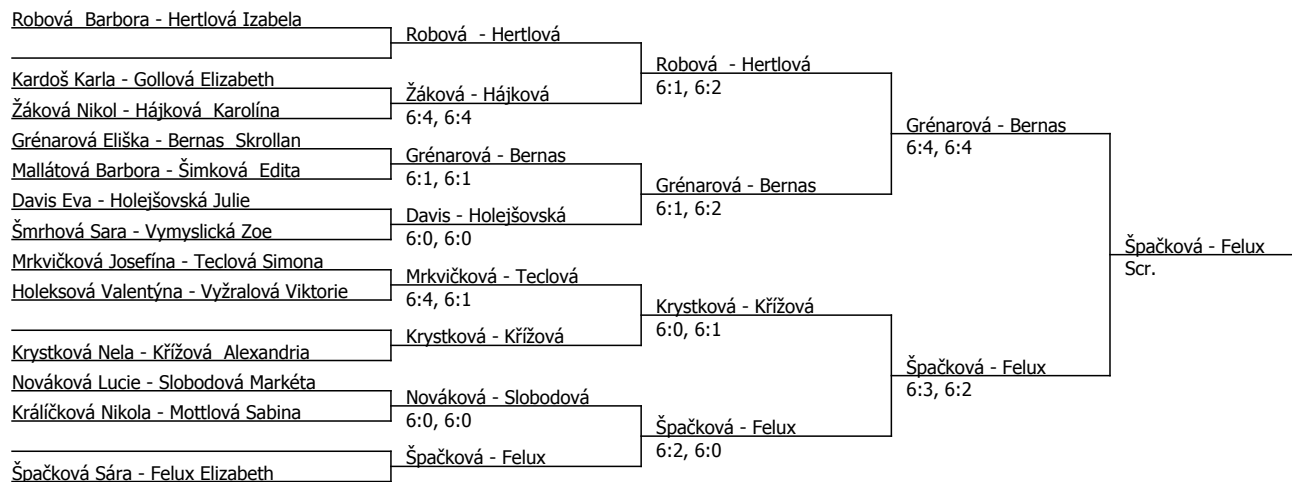 Robová  Barbora - Hertlová Izabela
Kardoš Karla - Gollová Elizabeth
Žáková Nikol - Hájková  Karolína
Grénarová Eliška - Bernas  Skrollan
Mallátová Barbora - Šimková  Edita
Davis Eva - Holejšovská Julie
Šmrhová Sara - Vymyslická Zoe
Mrkvičková Josefína - Teclová Simona
Holeksová Valentýna - Vyžralová Viktorie
Krystková Nela - Křížová  Alexandria
Nováková Lucie - Slobodová Markéta
Králíčková Nikola - Mottlová Sabina
Špačková Sára - Felux Elizabeth
Robová  - Hertlová
Žáková - Hájková
6:4, 6:4
Grénarová - Bernas
6:1, 6:1
Davis - Holejšovská
6:0, 6:0
Mrkvičková - Teclová
6:4, 6:1
Krystková - Křížová
Nováková - Slobodová
6:0, 6:0
Špačková - Felux
Robová  - Hertlová
6:1, 6:2
Grénarová - Bernas
6:1, 6:2
Krystková - Křížová
6:0, 6:1
Špačková - Felux
6:2, 6:0
Grénarová - Bernas
6:4, 6:4
Špačková - Felux
6:3, 6:2
Špačková - Felux
Scr.